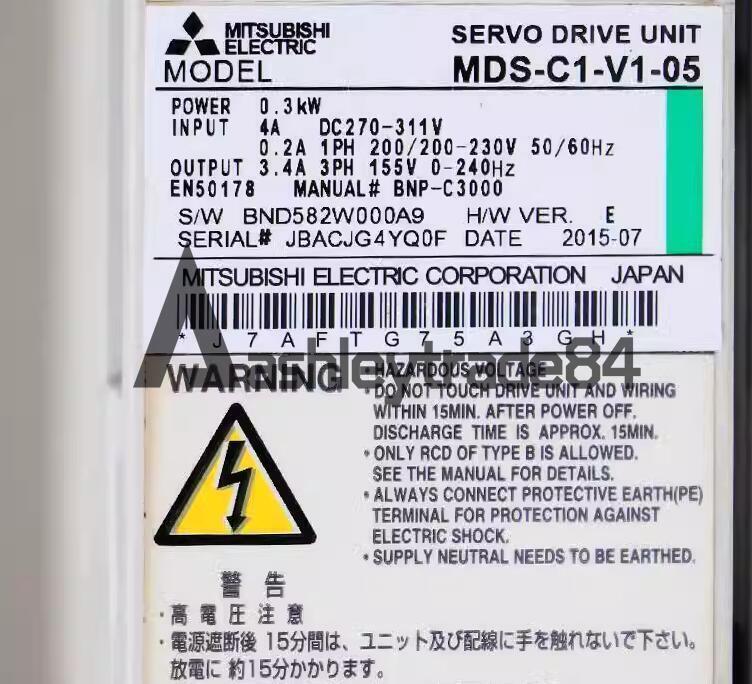 MITSUBISHI
ELECTRIC
SERVO DRIVE UNIT
MODEL MDS-C1-V1-05
POWER 0.3kW
INPUT 4A DC270-311V
0.2A 1PH 200/200-230V 50/60Hz
OUTPUT 3.4A 3PH 155V 0-240Hz
EN50178 MANUAL# BNP-C3000
S/W BND582W000A9 H/W VER. E
SERIAL# JBACJG4YQ0F DATE 2015-07
MITSUBISHI ELECTRIC CORPORATION JAPAN
*J7AFTG75A3GH*
ashleytrade84
WARNING
・HAZARDOUS VOLTAGE
・DO NOT TOUCH DRIVE UNIT AND WIRING
WITHIN 15MIN. AFTER POWER OFF.
DISCHARGE TIME IS APPROX. 15MIN.
・ONLY RCD OF TYPE B IS ALLOWED.
SEE THE MANUAL FOR DETAILS.
・ALWAYS CONNECT PROTECTIVE EARTH(PE)
TERMINAL FOR PROTECTION AGAINST
ELECTRIC SHOCK.
・SUPPLY NEUTRAL NEEDS TO BE EARTHED.
警告
・高電圧注意
・電源遮断後 15分間は、ユニット及び配線に手を触れないで下さい。
放電に 約15分かかります。